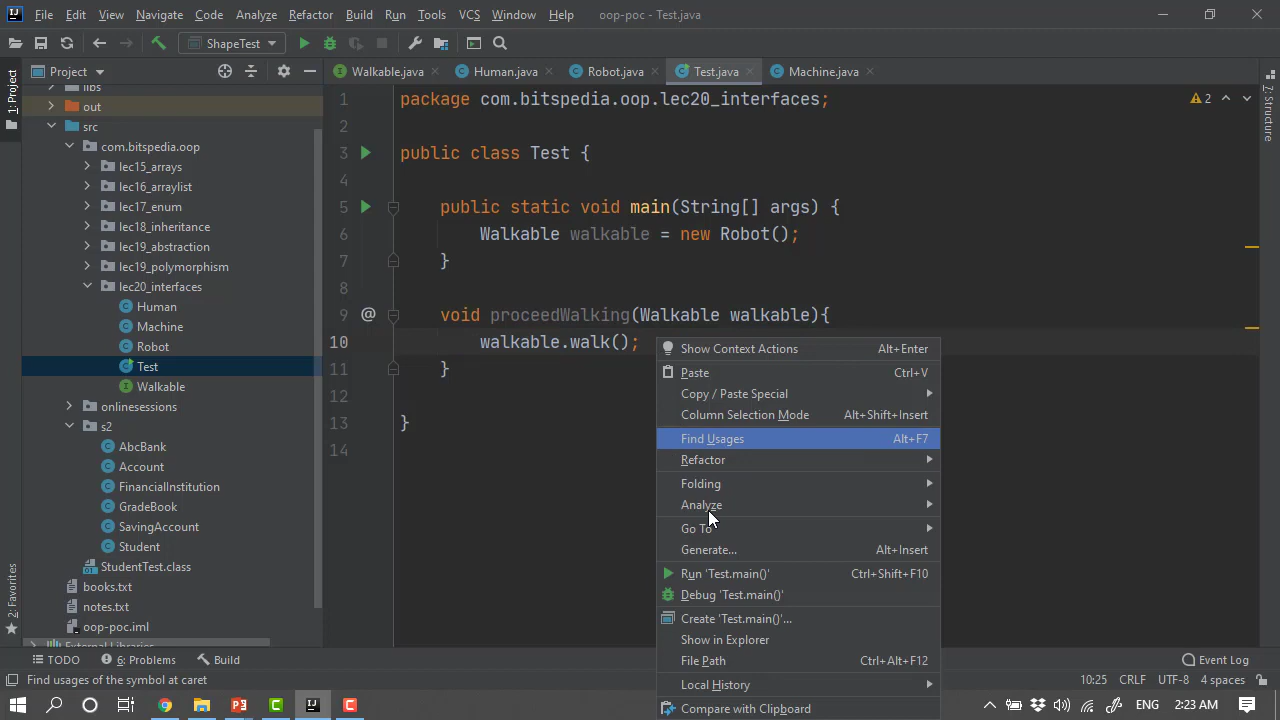 File Edit View Navigate Code Analyze Refactor Build Run Tools VCS Window Help oop-poc - Test.java
ShapeTest
Project Walkable.java Human.java Robot.java Test.java Machine.java
1: Project
7: Structure
2: Favorites
libs
out
src
com.bitspedia.oop
lec15_arrays
lec16_arraylist
lec17_enum
lec18_inheritance
lec19_abstraction
lec19_polymorphism
lec20_interfaces
Human
Machine
Robot
Test
Walkable
onlinesessions
s2
AbcBank
Account
FinancialInstitution
GradeBook
SavingAccount
Student
StudentTest.class
books.txt
notes.txt
oop-poc.iml
External Libraries
1 package com.bitspedia.oop.lec20_interfaces; 2
2
3 public class Test {
4
5 public static void main(String[] args) {
6 Walkable walkable = new Robot();
7 }
8
9 @ void proceedWalking(Walkable walkable){
10 walkable.walk();
11 }
12
13 }
14
Show Context Actions Alt+Enter
Paste Ctrl+V
Copy / Paste Special
Column Selection Mode Alt+Shift+Insert
Find Usages Alt+F7
Refactor
Folding
Analyze
Go To
Generate... Alt+Insert
Run 'Test.main()' Ctrl+Shift+F10
Debug 'Test.main()'
Create 'Test.main()'...
Show in Explorer
File Path Ctrl+Alt+F12
Local History
Compare with Clipboard
TODO 6: Problems Build Event Log
Find usages of the symbol at caret 10:25 CRLF UTF-8 4 spaces
ENG 2:23 AM